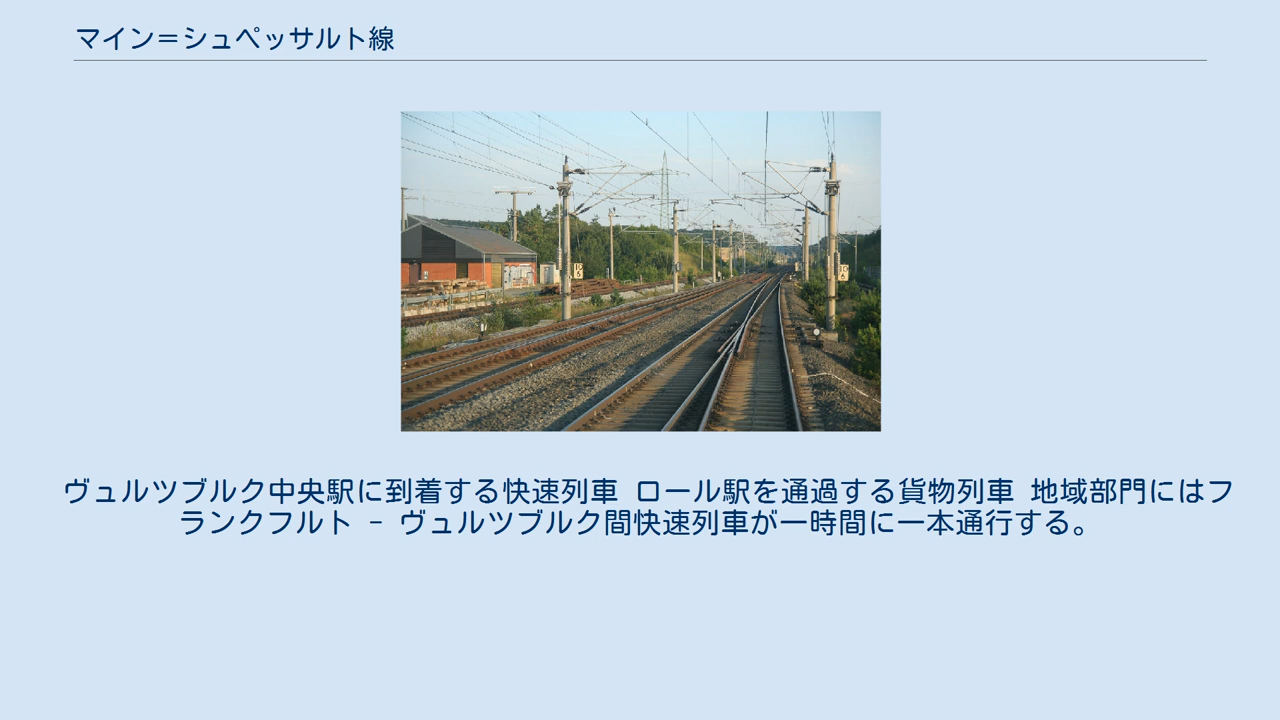 マイン＝シュペッサルト線
10
6
10
6
ヴュルツブルク中央駅に到着する快速列車 ロール駅を通過する貨物列車 地域部門にはフ
ランクフルト - ヴュルツブルク間快速列車が一時間に一本通行する。